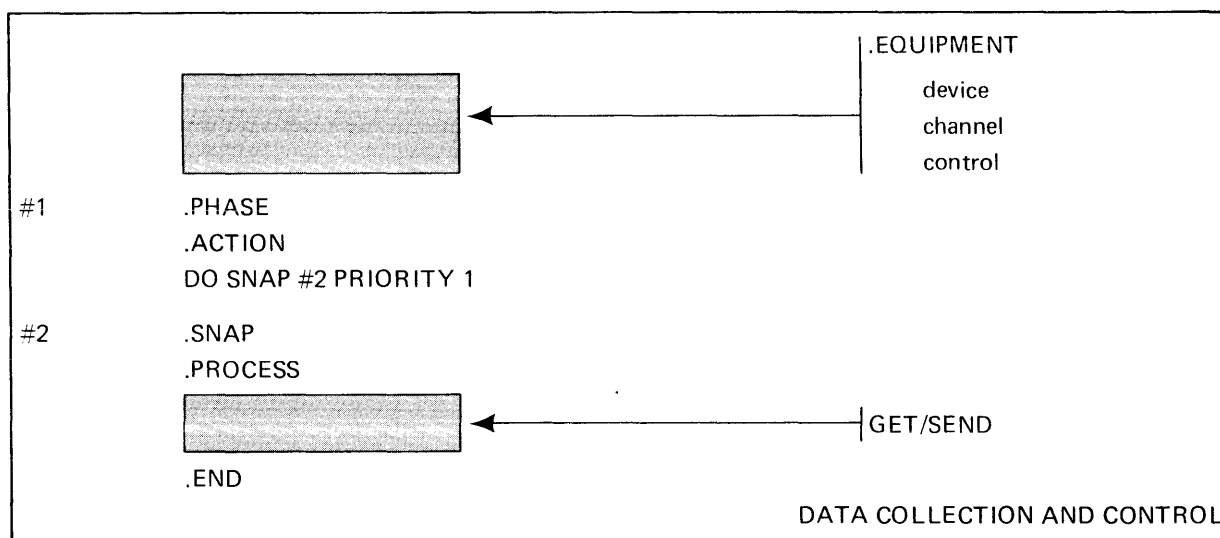 .EQUIPMENT
device
channel
control
#1 .PHASE
.ACTION
DO SNAP #2 PRIORITY 1
#2 .SNAP
.PROCESS
GET/SEND
.END
DATA COLLECTION AND CONTROL